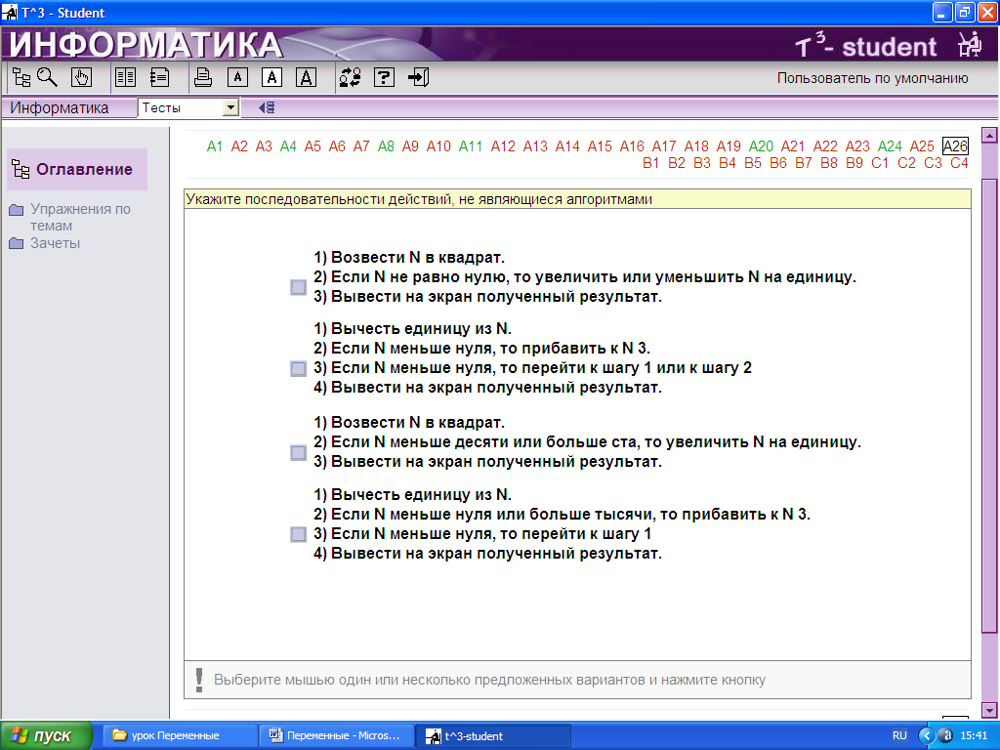 T^3 - Student
ИНФОРМАТИКА
T3- student
A A A ?
Пользователь по умолчанию
Информатика
Тесты
Оглавление
Упражнения по
темам
Зачеты
A1 A2 A3 A4 A5 A6 A7 A8 A9 A10 A11 A12 A13 A14 A15 A16 A17 A18 A19 A20 A21 A22 A23 A24 A25 A26
B1 B2 B3 B4 B5 B6 B7 B8 B9 C1 C2 C3 C4
Укажите последовательности действий, не являющиеся алгоритмами
1) Возвести N в квадрат.
2) Если N не равно нулю, то увеличить или уменьшить N на единицу.
3) Вывести на экран полученный результат.
1) Вычесть единицу из N.
2) Если N меньше нуля, то прибавить к N 3.
3) Если N меньше нуля, то перейти к шагу 1 или к шагу 2
4) Вывести на экран полученный результат.
1) Возвести N в квадрат.
2) Если N меньше десяти или больше ста, то увеличить N на единицу.
3) Вывести на экран полученный результат.
1) Вычесть единицу из N.
2) Если N меньше нуля или больше тысячи, то прибавить к N 3.
3) Если N меньше нуля, то перейти к шагу 1
4) Вывести на экран полученный результат.
Выберите мышью один или несколько предложенных вариантов и нажмите кнопку
пуск
урок Переменные
Переменные - Micros...
t^3-student
RU
15:41